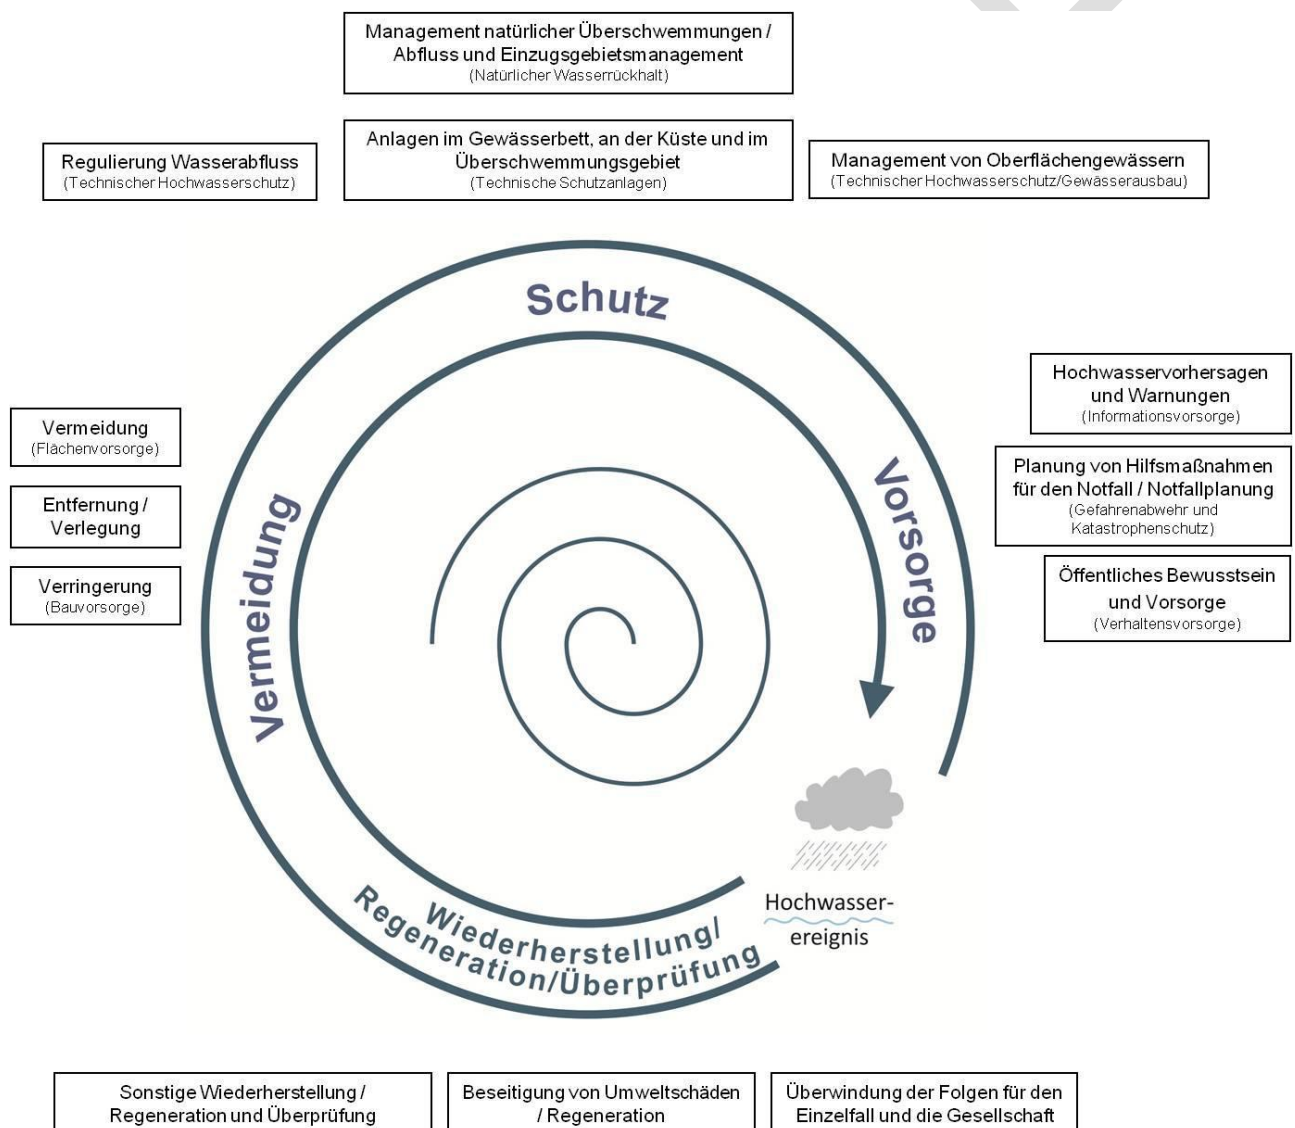 Management natürlicher Überschwemmungen /
Abfluss und Einzugsgebietsmanagement
(Natürlicher Wasserrückhalt)
Regulierung Wasserabfluss
(Technischer Hochwasserschutz)
Anlagen im Gewässerbett, an der Küste und im
Überschwemmungsgebiet
(Technische Schutzanlagen)
Management von Oberflächengewässern
(Technischer Hochwasserschutz/Gewässerausbau)
Schutz
Vermeidung
(Flächenvorsorge)
Entfernung /
Verlegung
Verringerung
(Bauvorsorge)
Vermeidung
Vorsorge
Hochwasservorhersagen
und Warnungen
(Informationsvorsorge)
Planung von Hilfsmaßnahmen
für den Notfall / Notfallplanung
(Gefahrenabwehr und
Katastrophenschutz)
Öffentliches Bewusstsein
und Vorsorge
(Verhaltensvorsorge)
Hochwasser-
ereignis
Wiederherstellung/
Regeneration/Überprüfung
Sonstige Wiederherstellung /
Regeneration und Überprüfung
Beseitigung von Umweltschäden
/ Regeneration
Überwindung der Folgen für den
Einzelfall und die Gesellschaft